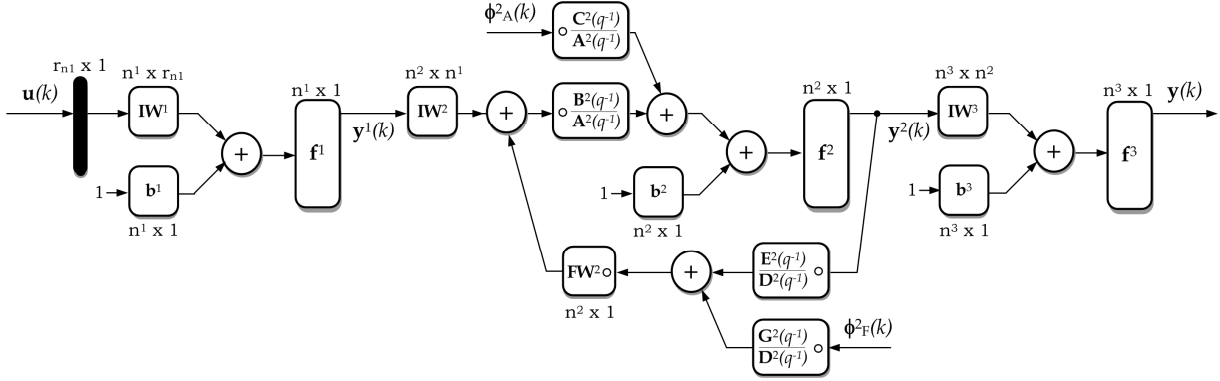 ϕ²A(k)
C²(q⁻¹)
A²(q⁻¹)
rn1 x 1
n¹ x rn1
n¹ x 1
n² x n¹
n² x 1
n³ x n²
n³ x 1
y(k)
u(k)
IW¹
IW²
+
B²(q⁻¹)
A²(q⁻¹)
+
IW³
y¹(k)
y²(k)
+
f¹
+
f²
+
f³
1
b¹
1
b²
1
b³
n¹ x 1
n² x 1
n³ x 1
FW²
+
E²(q⁻¹)
D²(q⁻¹)
n² x 1
G²(q⁻¹)
D²(q⁻¹)
ϕ²F(k)